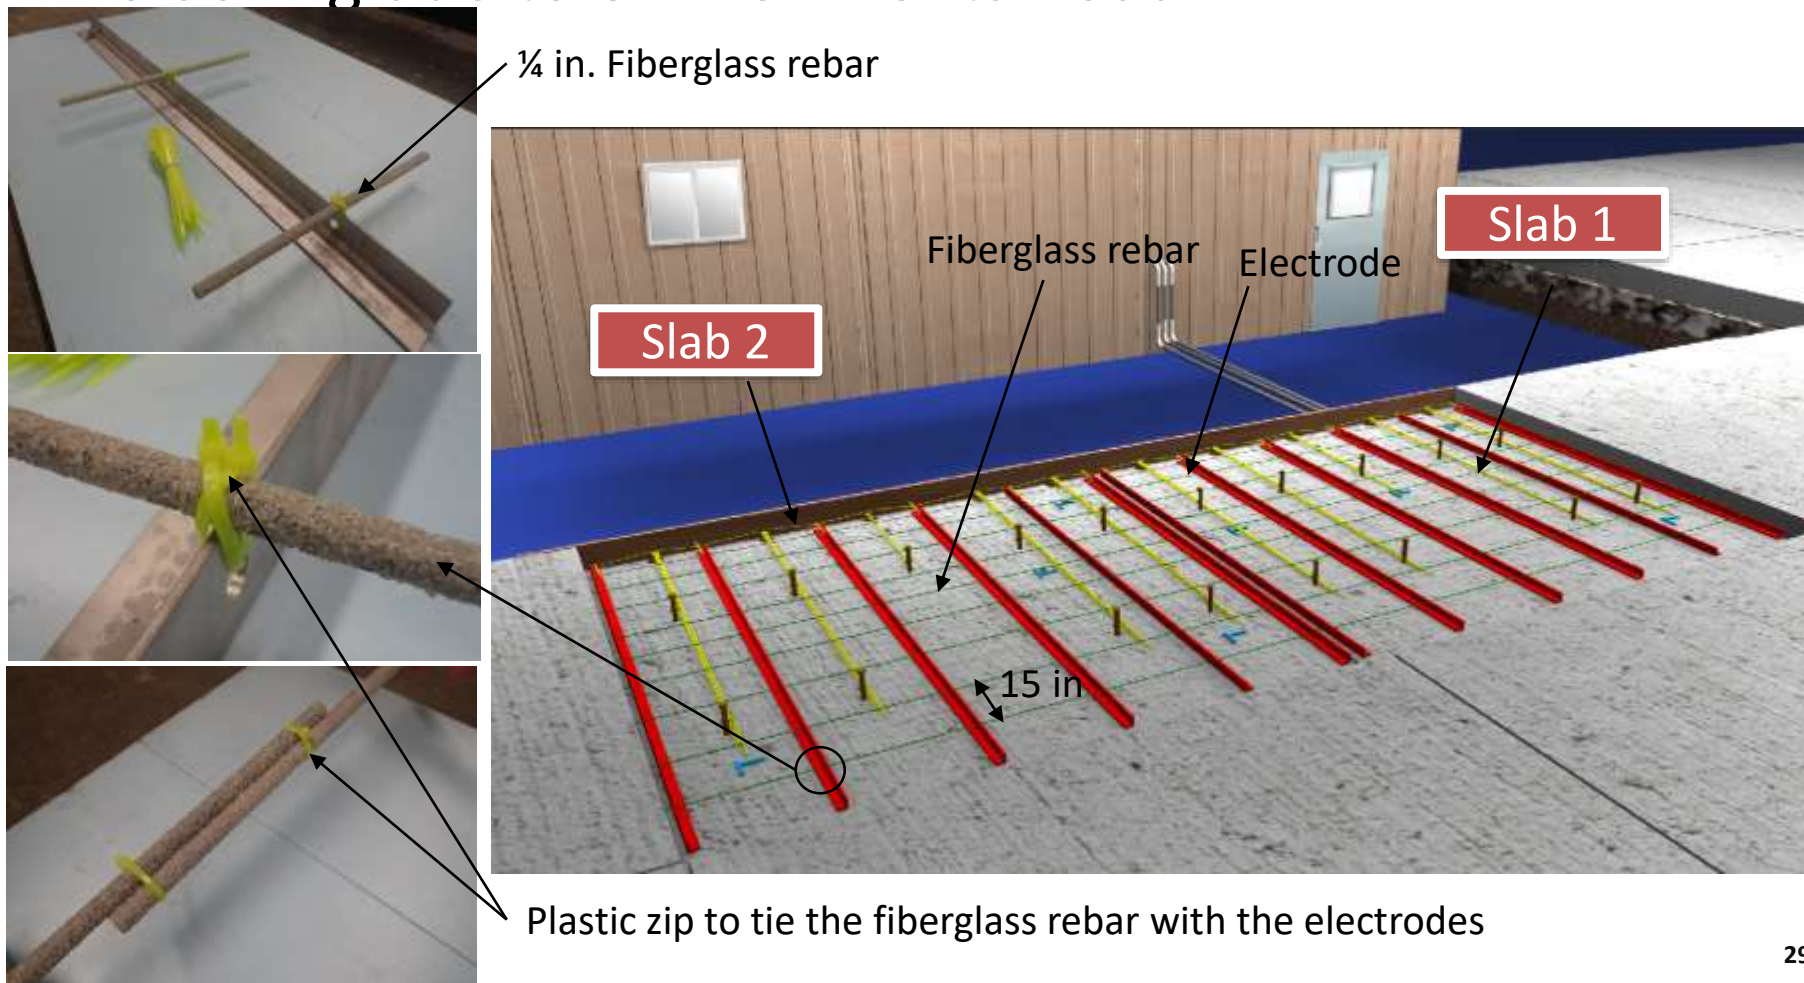 ¼ in. Fiberglass rebar
Slab 1
Fiberglass rebar
Electrode
Slab 2
15 in
Plastic zip to tie the fiberglass rebar with the electrodes
29